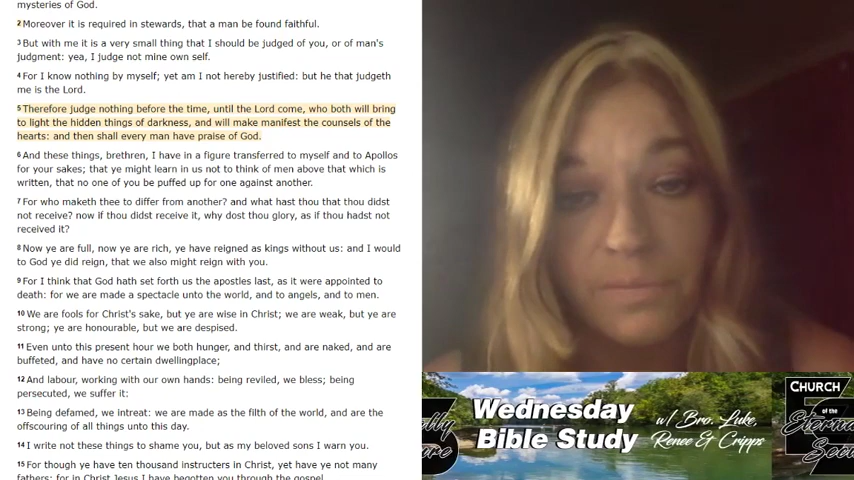 mysteries of God.
2 Moreover it is required in stewards, that a man be found faithful.
3 But with me it is a very small thing that I should be judged of you, or of man's
judgment: yea, I judge not mine own self.
4 For I know nothing by myself; yet am I not hereby justified: but he that judgeth
me is the Lord.
5 Therefore judge nothing before the time, until the Lord come, who both will bring
to light the hidden things of darkness, and will make manifest the counsels of the
hearts: and then shall every man have praise of God.
6 And these things, brethren, I have in a figure transferred to myself and to Apollos
for your sakes; that ye might learn in us not to think of men above that which is
written, that no one of you be puffed up for one against another.
7 For who maketh thee to differ from another? and what hast thou that thou didst
not receive? now if thou didst receive it, why dost thou glory, as if thou hadst not
received it?
8 Now ye are full, now ye are rich, ye have reigned as kings without us: and I would
to God ye did reign, that we also might reign with you.
9 For I think that God hath set forth us the apostles last, as it were appointed to
death: for we are made a spectacle unto the world, and to angels, and to men.
10 We are fools for Christ's sake, but ye are wise in Christ; we are weak, but ye are
strong; ye are honourable, but we are despised.
11 Even unto this present hour we both hunger, and thirst, and are naked, and are
buffeted, and have no certain dwellingplace;
12 And labour, working with our own hands: being reviled, we bless; being
persecuted, we suffer it:
13 Being defamed, we intreat: we are made as the filth of the world, and are the
offscouring of all things unto this day.
14 I write not these things to shame you, but as my beloved sons I warn you.
15 For though ye have ten thousand instructers in Christ, yet have ye not many
fathers: for in Christ Jesus I have begotten you through the gospel.
Wednesday
Bible Study
w/ Bro. Luke,
Renee & Cripps
CHURCH
of the